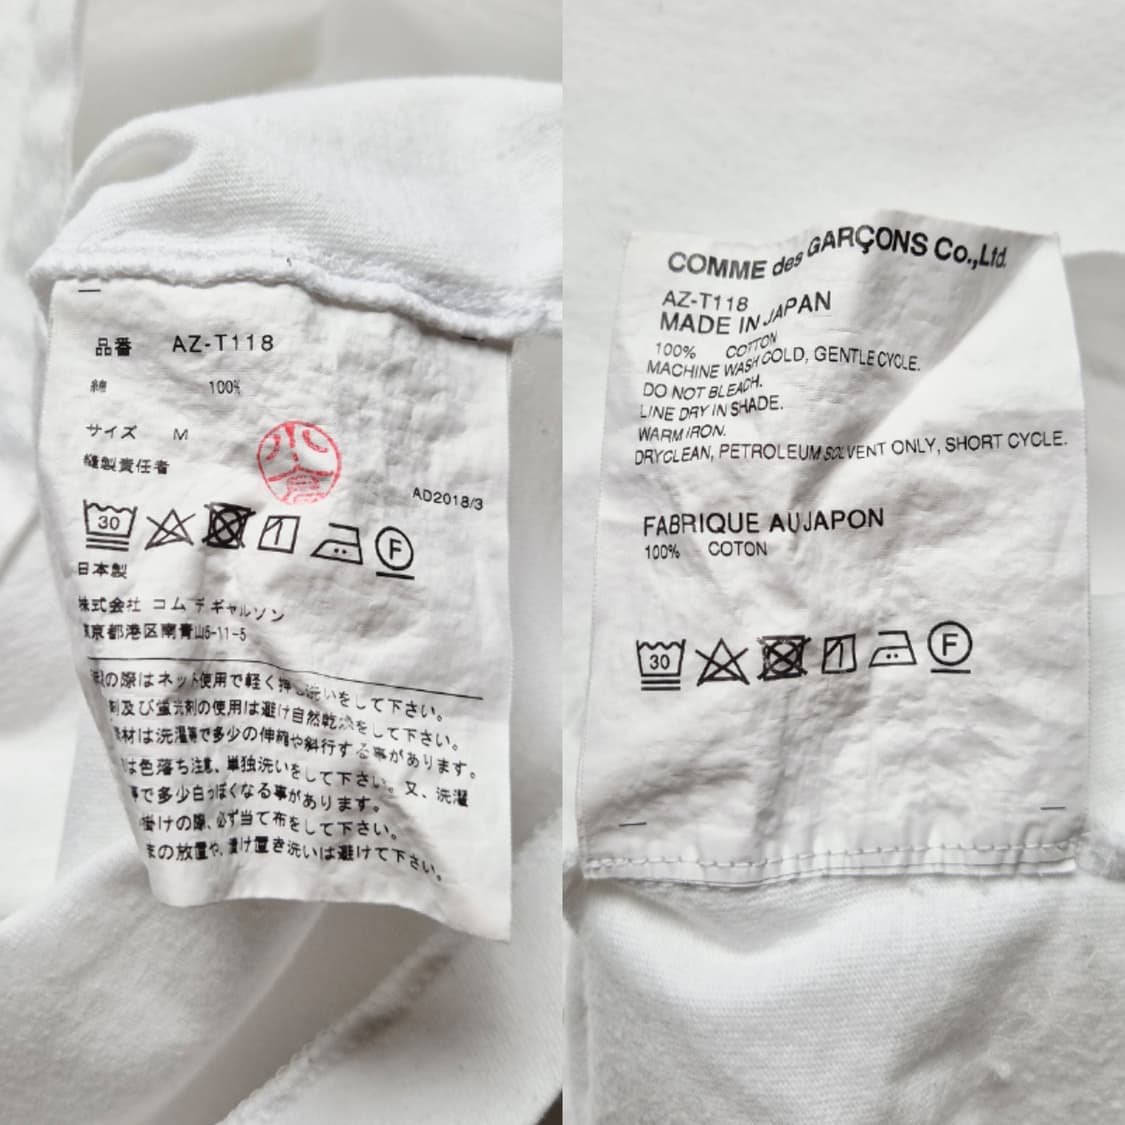 品番 AZ-T118
綿 100%
サイズ M
縫製責任者
AD2018/3
30
F
日本製
株式会社 コム デ ギャルソン
東京都港区南青山5-11-5
の際はネット使用で軽く押し洗いをして下さい。
剤及び蛍光剤の使用は避け自然乾燥をして下さい。
素材は洗濯等で多少の伸縮や斜行する事があります。
は色落ち注意、単独洗いをして下さい。又、洗濯
等で多少白っぽくなる事があります。
掛けの際、必ず当て布をして下さい。
まの放置や、漬け置き洗いは避けて下さい。
COMME des GARÇONS Co.,Ltd.
AZ-T118
MADE IN JAPAN
100% COTTON
MACHINE WASH COLD, GENTLE CYCLE.
DO NOT BLEACH.
LINE DRY IN SHADE.
WARM IRON.
DRYCLEAN, PETROLEUM SOLVENT ONLY, SHORT CYCLE.
FABRIQUE AU JAPON
100% COTON
30
F